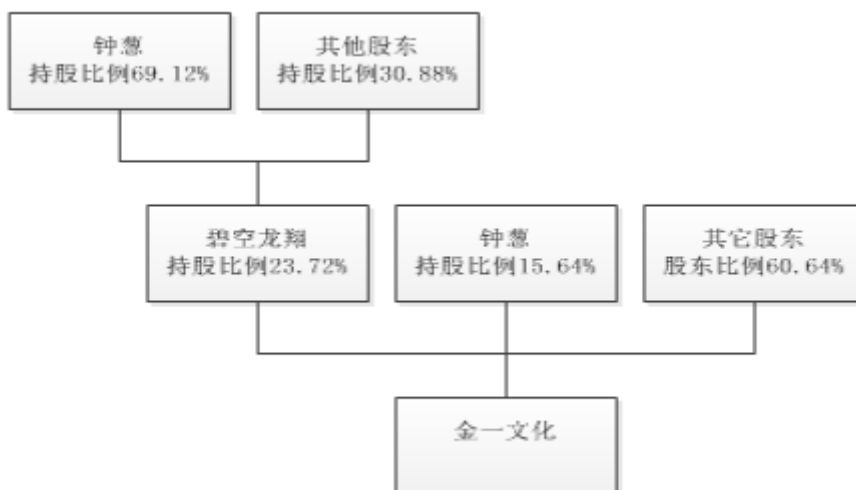 钟葱
持股比例69.12%
其他股东
持股比例30.88%
碧空龙翔
持股比例23.72%
钟葱
持股比例15.64%
其它股东
股东比例60.64%
金一文化